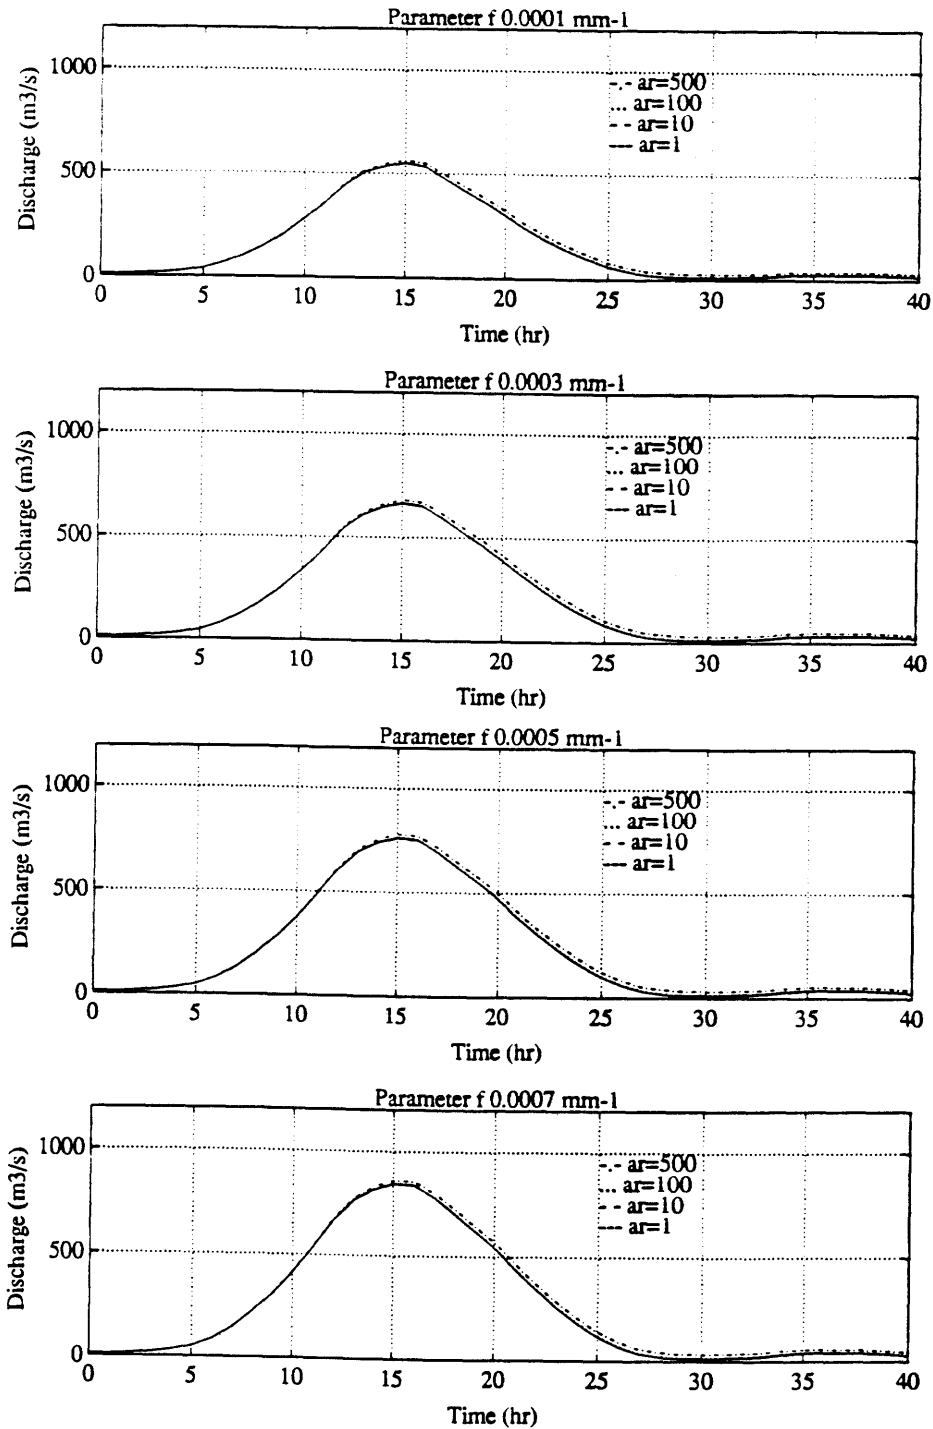 Parameter f 0.0001 mm-1
1000
500
0
Discharge (m3/s)
-.- ar=500
... ar=100
- - ar=10
— ar=1
0 5 10 15 20 25 30 35 40
Time (hr)
Parameter f 0.0003 mm-1
1000
500
0
Discharge (m3/s)
-.- ar=500
... ar=100
- - ar=10
— ar=1
0 5 10 15 20 25 30 35 40
Time (hr)
Parameter f 0.0005 mm-1
1000
500
0
Discharge (m3/s)
-.- ar=500
... ar=100
- - ar=10
— ar=1
0 5 10 15 20 25 30 35 40
Time (hr)
Parameter f 0.0007 mm-1
1000
500
0
Discharge (m3/s)
-.- ar=500
... ar=100
- - ar=10
— ar=1
0 5 10 15 20 25 30 35 40
Time (hr)